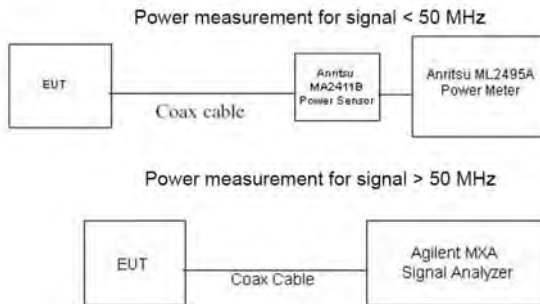 Power measurement for signal < 50 MHz
EUT
Coax cable
Anritsu
MA2411B
Power Sensor
Anritsu ML2495A
Power Meter
Power measurement for signal > 50 MHz
EUT
Coax Cable
Agilent MXA
Signal Analyzer